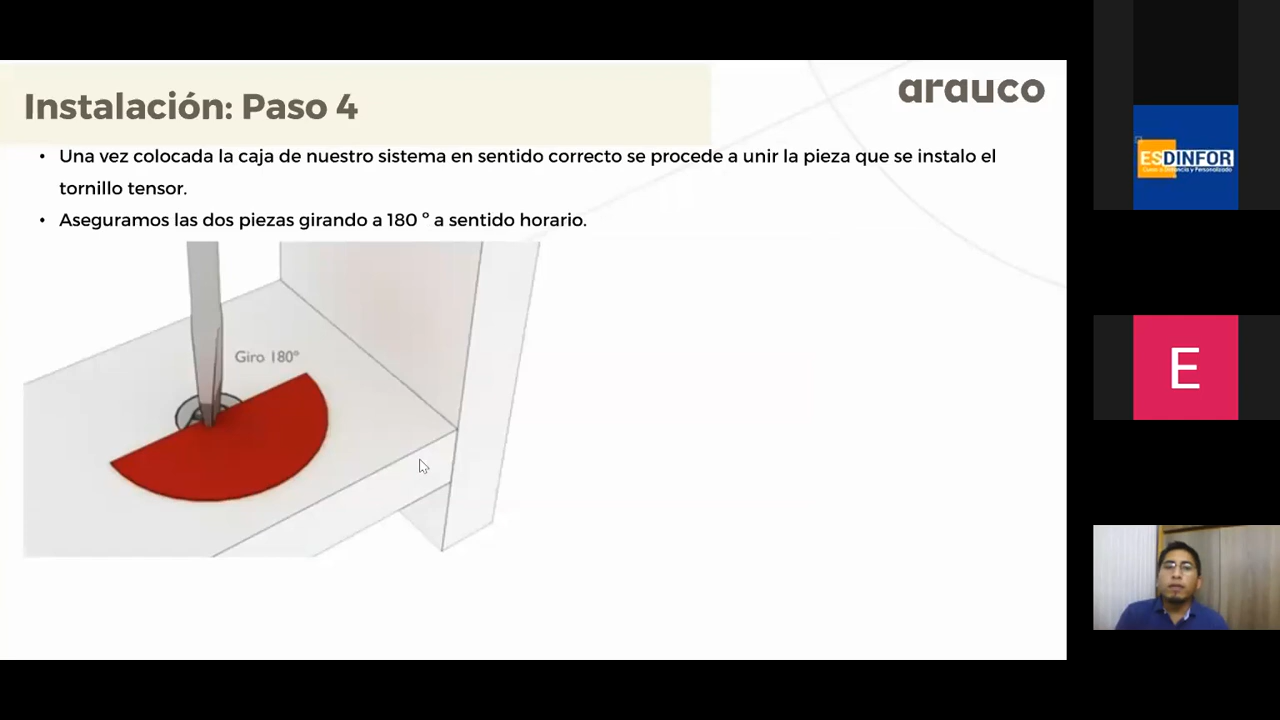 Instalación: Paso 4
arauco
• Una vez colocada la caja de nuestro sistema en sentido correcto se procede a unir la pieza que se instalo el
tornillo tensor.
• Aseguramos las dos piezas girando a 180 º a sentido horario.
Giro 180º
ESDINFOR
E